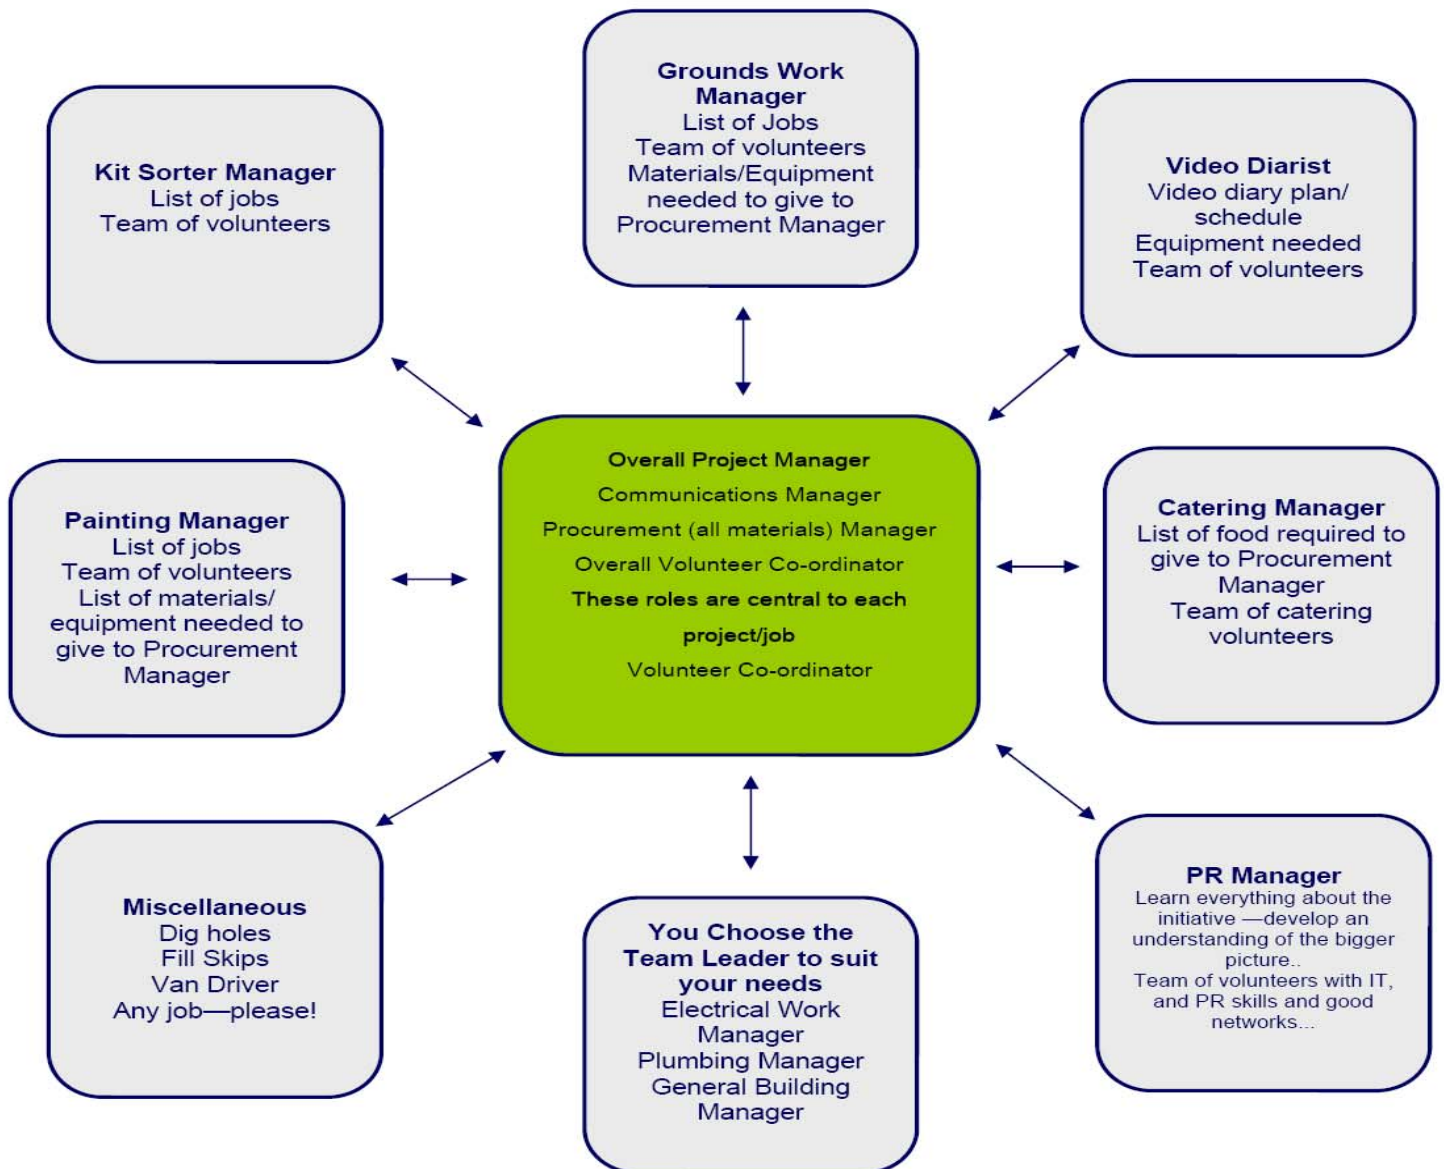 Grounds Work
Manager
List of Jobs
Team of volunteers
Materials/Equipment
needed to give to
Procurement Manager
Kit Sorter Manager
List of jobs
Team of volunteers
Video Diarist
Video diary plan/
schedule
Equipment needed
Team of volunteers
Overall Project Manager
Communications Manager
Procurement (all materials) Manager
Overall Volunteer Co-ordinator
These roles are central to each
project/job
Volunteer Co-ordinator
Painting Manager
List of jobs
Team of volunteers
List of materials/
equipment needed to
give to Procurement
Manager
Catering Manager
List of food required to
give to Procurement
Manager
Team of catering
volunteers
Miscellaneous
Dig holes
Fill Skips
Van Driver
Any job—please!
You Choose the
Team Leader to suit
your needs
Electrical Work
Manager
Plumbing Manager
General Building
Manager
PR Manager
Learn everything about the
initiative —develop an
understanding of the bigger
picture..
Team of volunteers with IT,
and PR skills and good
networks...